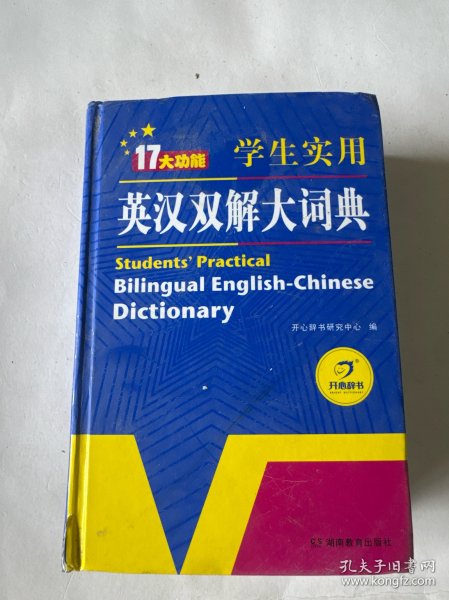 17大功能
学生实用
英汉双解大词典
Students' Practical
Bilingual English-Chinese
Dictionary
开心辞书研究中心 编
开心辞书
湖南教育出版社
孔夫子旧书网
www.kongfz.com